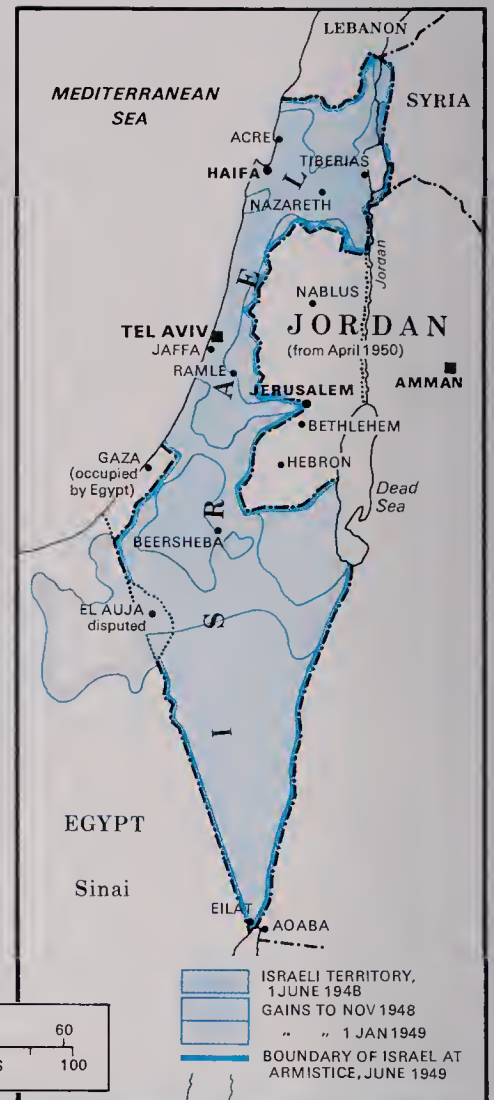 LEBANON
MEDITERRANEAN
SEA
SYRIA
ACRE
HAIFA
TIBERIAS
NAZARETH
Jordan
NABLUS
TEL AVIV
JORDAN
JAFFA
(from April 1950)
RAMLE
AMMAN
JERUSALEM
BETHLEHEM
GAZA
(occupied
by Egypt)
HEBRON
Dead
Sea
BEERSHEBA
EL AUJA
disputed
ISRAEL
EGYPT
Sinai
EILAT
AOABA
ISRAELI TERRITORY,
1 JUNE 194B
GAINS TO NOV 1948
" " 1 JAN 1949
BOUNDARY OF ISRAEL AT
ARMISTICE, JUNE 1949
60
S 100